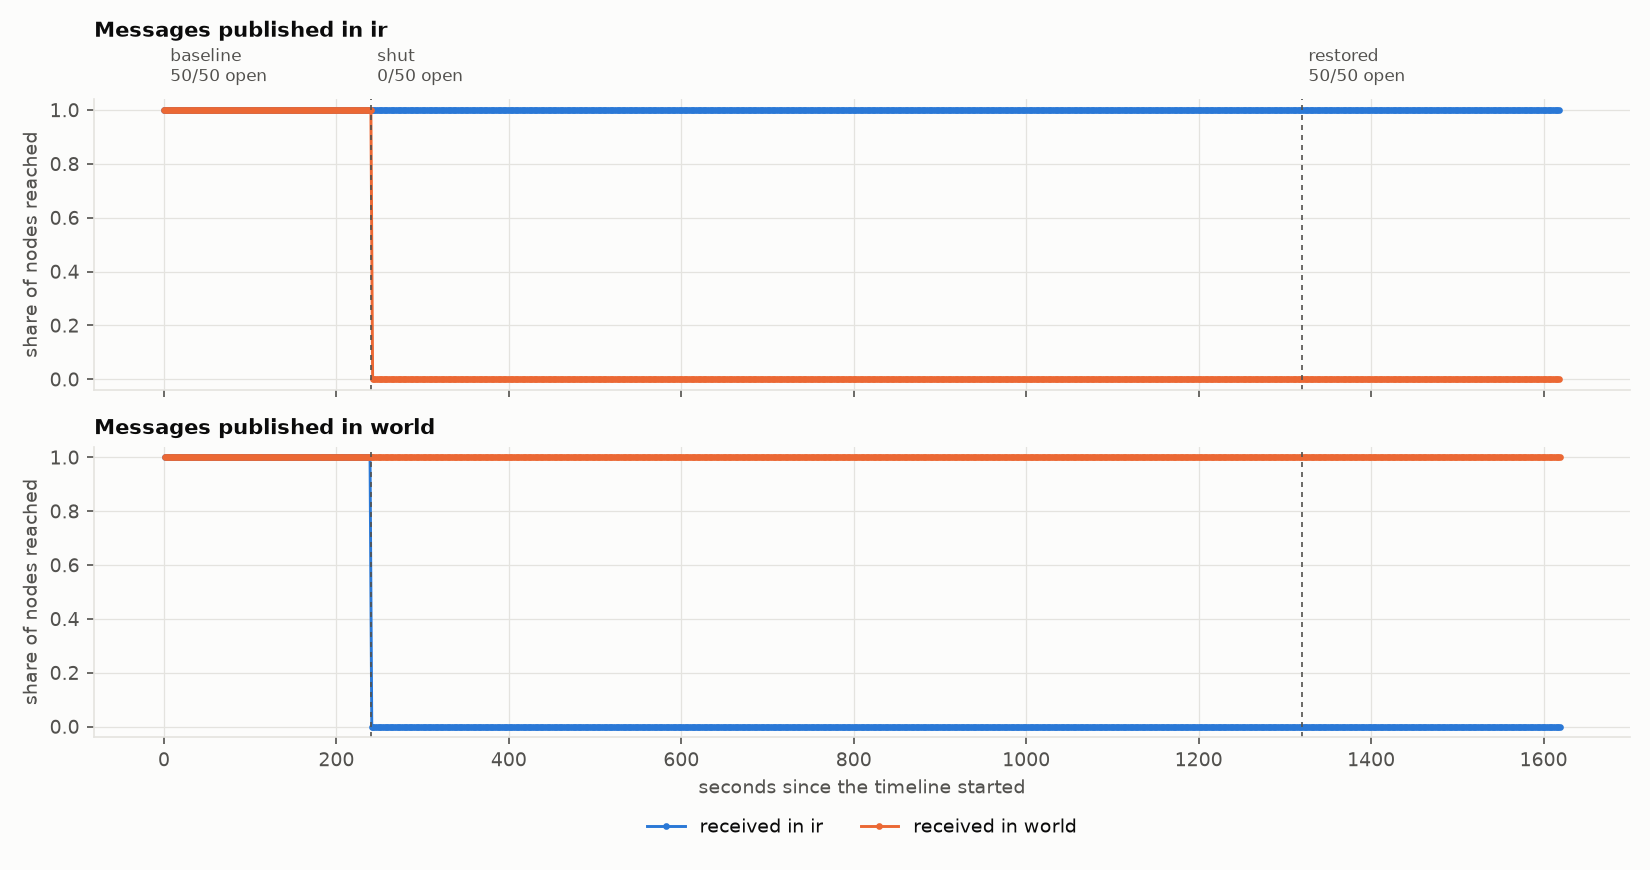 Messages published in ir
baseline
50/50 open
shut
0/50 open
restored
50/50 open
share of nodes reached
1.0
0.8
0.6
0.4
0.2
0.0
Messages published in world
share of nodes reached
1.0
0.8
0.6
0.4
0.2
0.0
0 200 400 600 800 1000 1200 1400 1600
seconds since the timeline started
received in ir received in world